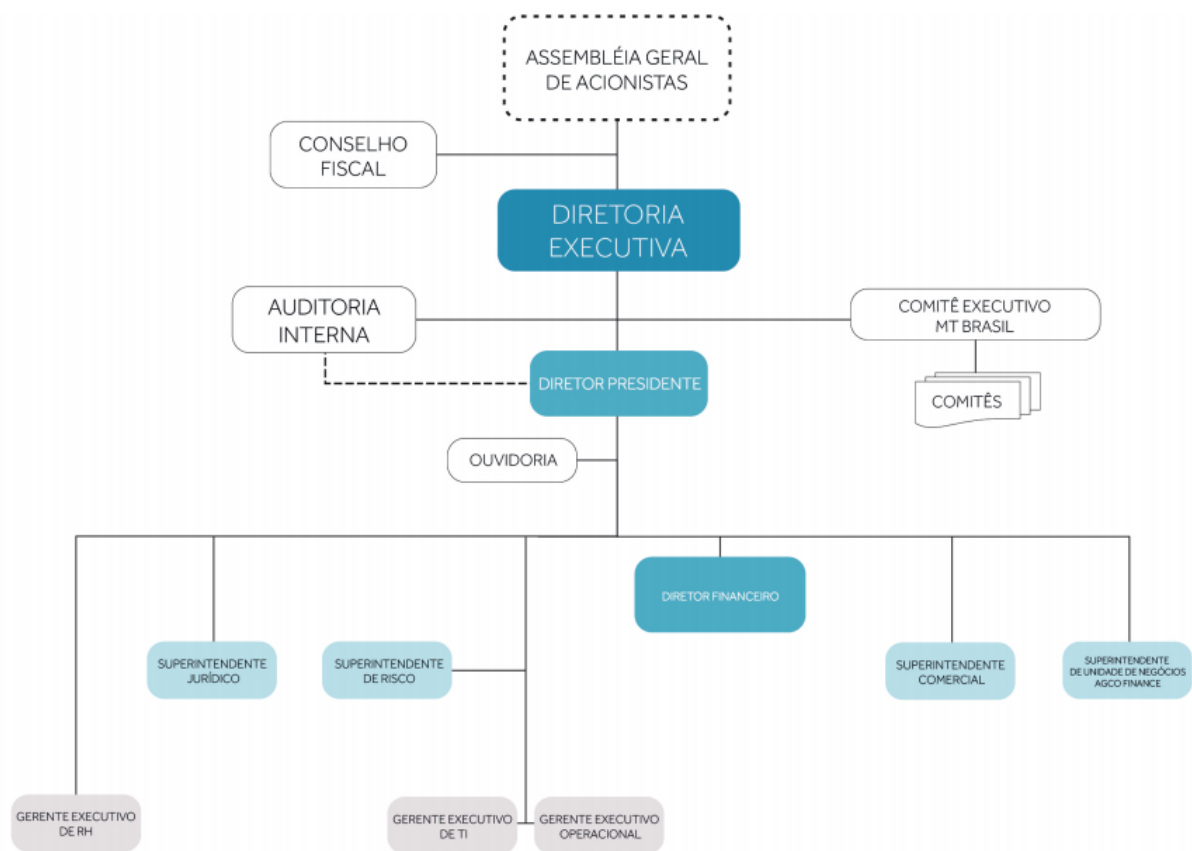 ASSEMBLÉIA GERAL
DE ACIONISTAS
CONSELHO
FISCAL
DIRETORIA
EXECUTIVA
AUDITORIA
INTERNA
COMITÊ EXECUTIVO
MT BRASIL
DIRETOR PRESIDENTE
COMITÊS
OUVIDORIA
DIRETOR FINANCEIRO
SUPERINTENDENTE
JURÍDICO
SUPERINTENDENTE
DE RISCO
SUPERINTENDENTE
COMERCIAL
SUPERINTENDENTE
DE UNIDADE DE NEGÓCIOS
AGCO FINANCE
GERENTE EXECUTIVO
DE RH
GERENTE EXECUTIVO
DE TI
GERENTE EXECUTIVO
OPERACIONAL